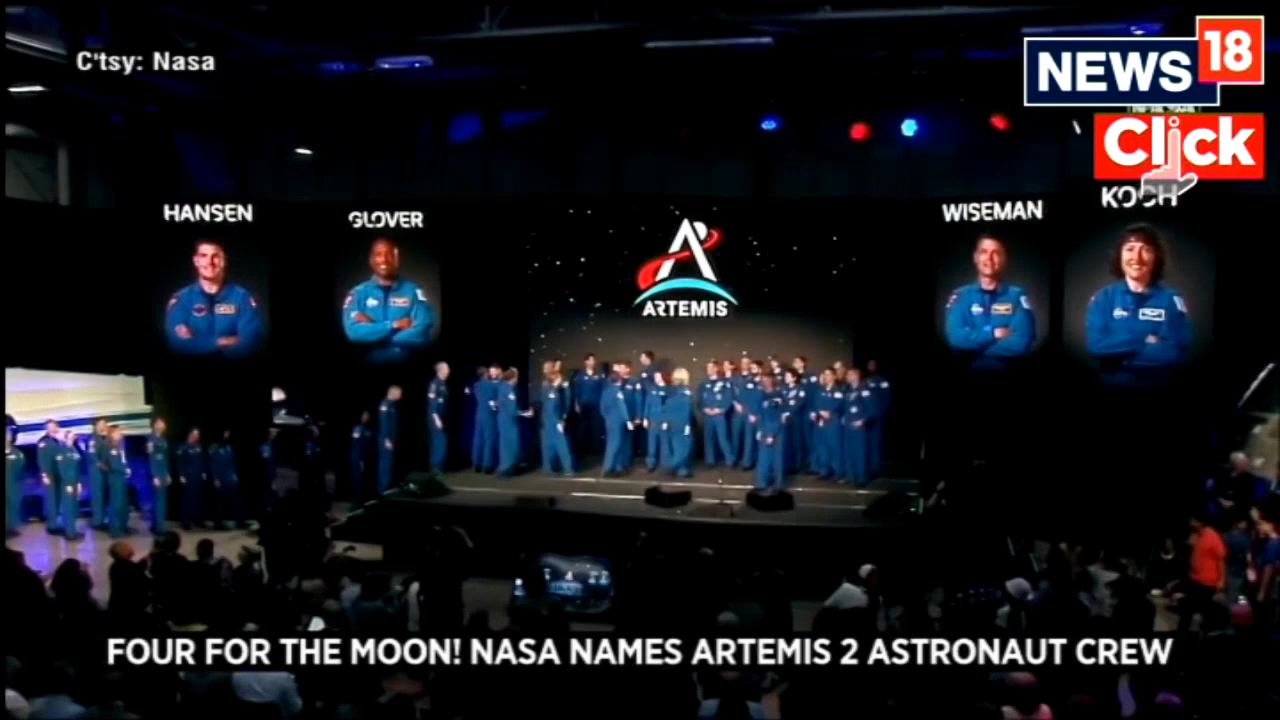 C'tsy: Nasa
NEWS 18
Click
HANSEN
GLOVER
WISEMAN
KOCH
ARTEMIS
FOUR FOR THE MOON! NASA NAMES ARTEMIS 2 ASTRONAUT CREW